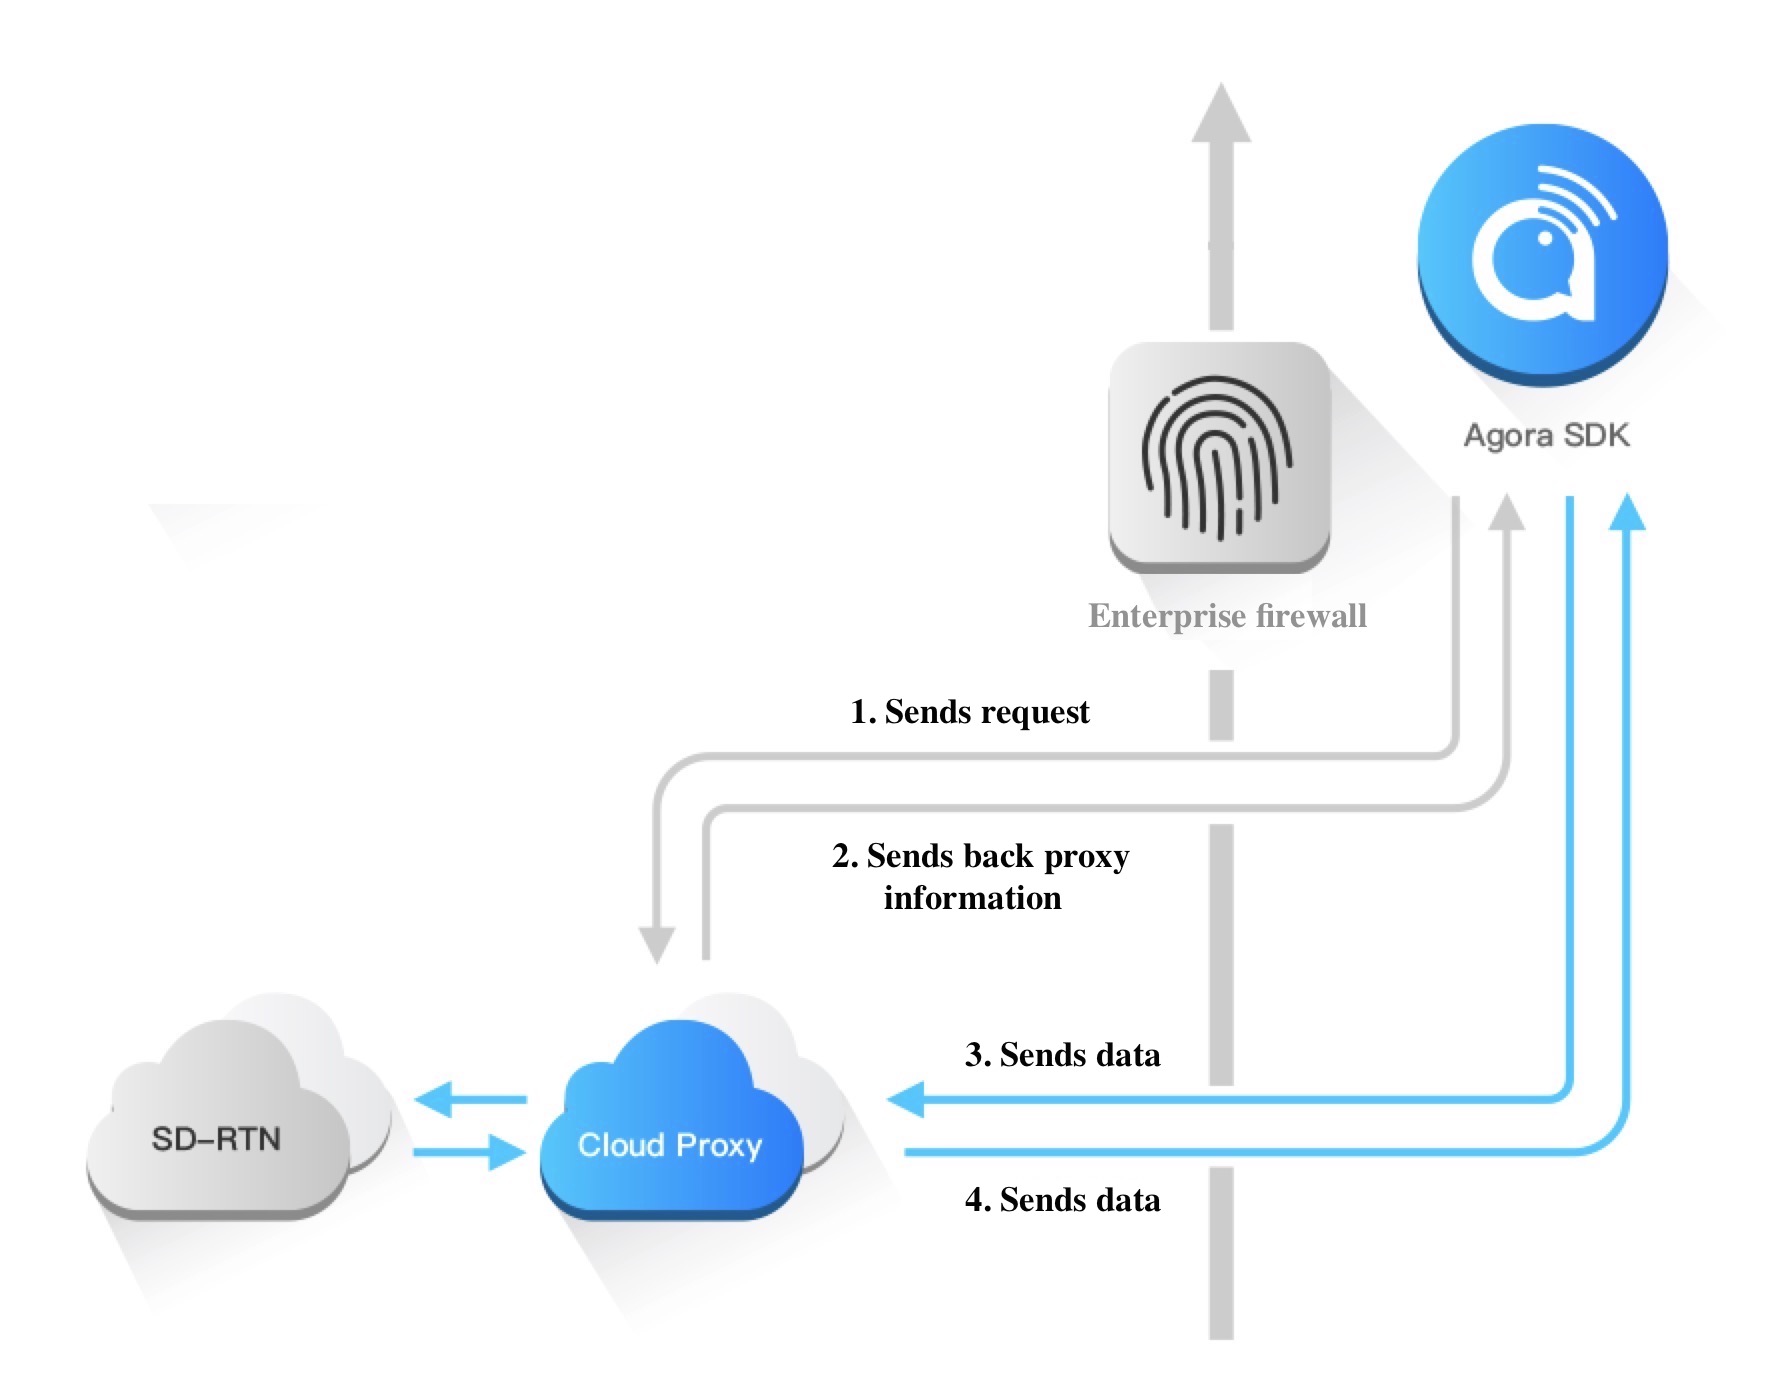 Agora SDK
Enterprise firewall
1. Sends request
2. Sends back proxy
information
3. Sends data
SD-RTN
Cloud Proxy
4. Sends data